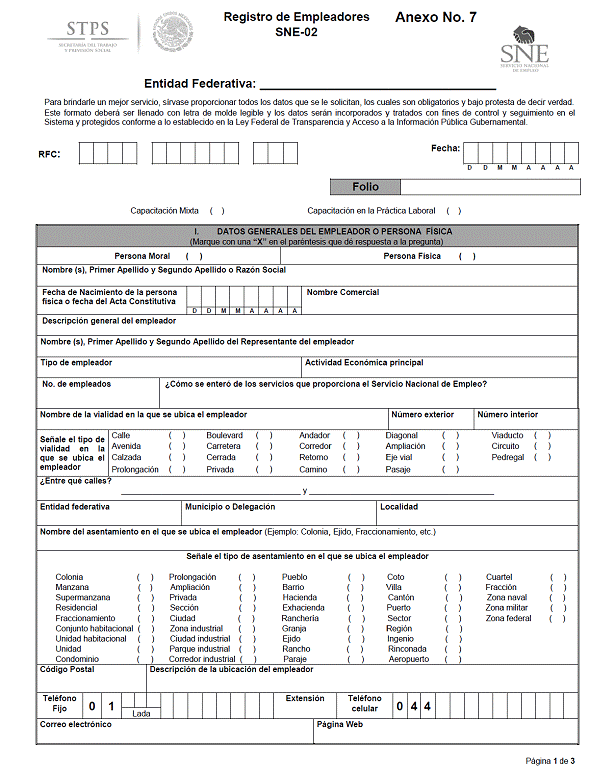 STPS
SECRETARÍA DEL TRABAJO
Y PREVISIÓN SOCIAL
Registro de Empleadores
SNE-02
Anexo No. 7
SNE
SERVICIO NACIONAL
DE EMPLEO
Entidad Federativa:
Para brindarle un mejor servicio, sírvase proporcionar todos los datos que se le solicitan, los cuales son obligatorios y bajo protesta de decir verdad.
Este formato deberá ser llenado con letra de molde legible y los datos serán incorporados y tratados con fines de control y seguimiento en el
Sistema y protegidos conforme a lo establecido en la Ley Federal de Transparencia y Acceso a la Información Pública Gubernamental.
RFC:
Fecha:
D D M M A A A A
Folio
Capacitación Mixta ( ) Capacitación en la Práctica Laboral ( )
I. DATOS GENERALES DEL EMPLEADOR O PERSONA FÍSICA
(Marque con una "X" en el paréntesis que dé respuesta a la pregunta)
Persona Moral ( ) Persona Física ( )
Nombre (s), Primer Apellido y Segundo Apellido o Razón Social
Fecha de Nacimiento de la persona
física o fecha del Acta Constitutiva
D D M M A A A A
Nombre Comercial
Descripción general del empleador
Nombre (s), Primer Apellido y Segundo Apellido del Representante del empleador
Tipo de empleador Actividad Económica principal
No. de empleados ¿Cómo se enteró de los servicios que proporciona el Servicio Nacional de Empleo?
Nombre de la vialidad en la que se ubica el empleador Número exterior Número interior
Señale el tipo de
vialidad en la
que se ubica el
empleador
Calle ( ) Boulevard ( ) Andador ( ) Diagonal ( ) Viaducto ( )
Avenida ( ) Carretera ( ) Corredor ( ) Ampliación ( ) Circuito ( )
Calzada ( ) Cerrada ( ) Retorno ( ) Eje vial ( ) Pedregal ( )
Prolongación ( ) Privada ( ) Camino ( ) Pasaje ( )
¿Entre qué calles?
y
Entidad federativa Municipio o Delegación Localidad
Nombre del asentamiento en el que se ubica el empleador (Ejemplo: Colonia, Ejido, Fraccionamiento, etc.)
Señale el tipo de asentamiento en el que se ubica el empleador
Colonia ( ) Prolongación ( ) Pueblo ( ) Coto ( ) Cuartel ( )
Manzana ( ) Ampliación ( ) Barrio ( ) Villa ( ) Fracción ( )
Supermanzana ( ) Privada ( ) Hacienda ( ) Cantón ( ) Zona naval ( )
Residencial ( ) Sección ( ) Exhacienda ( ) Puerto ( ) Zona militar ( )
Fraccionamiento ( ) Ciudad ( ) Ranchería ( ) Sector ( ) Zona federal ( )
Conjunto habitacional ( ) Zona industrial ( ) Granja ( ) Región ( )
Unidad habitacional ( ) Ciudad industrial ( ) Ejido ( ) Ingenio ( )
Unidad ( ) Parque industrial ( ) Rancho ( ) Rinconada ( )
Condominio ( ) Corredor industrial ( ) Paraje ( ) Aeropuerto ( )
Código Postal Descripción de la ubicación del empleador
Teléfono
Fijo
0 1
Lada
Extensión
Teléfono
celular
0 4 4
Correo electrónico Página Web
Página 1 de 3